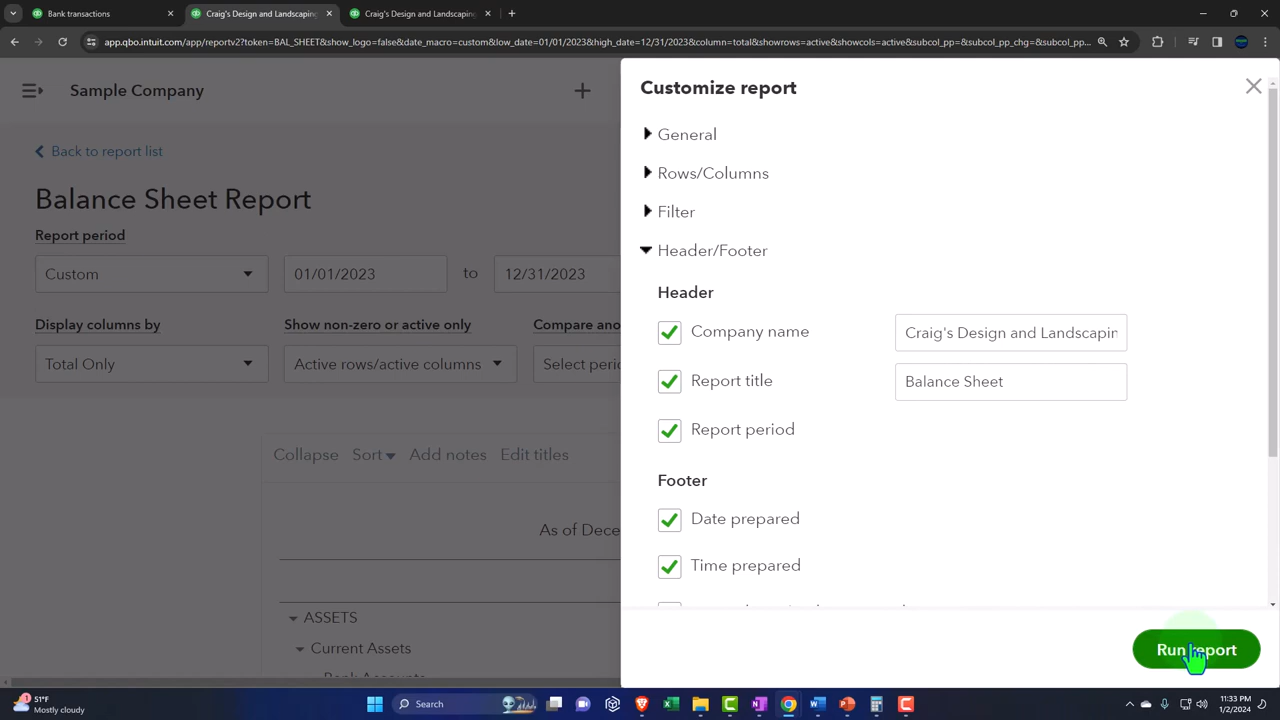 Bank Transactions
Craig's Design and Landscaping
Craig's Design and Landscaping
app.qbo.intuit.com/app/reportv2?token=BAL_SHEET&show_logo=false&date_macro=custom&low_date=01/01/2023&high_date=12/31/2023&showcols=active&subcol_pp=&subcol_pp_chg=&subcol_pp...
Sample Company
Customize report
General
Back to report list
Rows/Columns
Balance Sheet Report
Filter
Report period
Header/Footer
Custom
01/01/2023
to
12/31/2023
Header
Display columns by
Show non-zero or active only
Compare ano
Company name
Craig's Design and Landscapin
Total Only
Active rows/active columns
Select peri
Report title
Balance Sheet
Report period
Collapse
Sort
Add notes
Edit titles
Footer
Date prepared
As of Dece
Time prepared
ASSETS
Current Assets
Run report
51°F
Mostly cloudy
Search
11:33 PM
1/2/2024